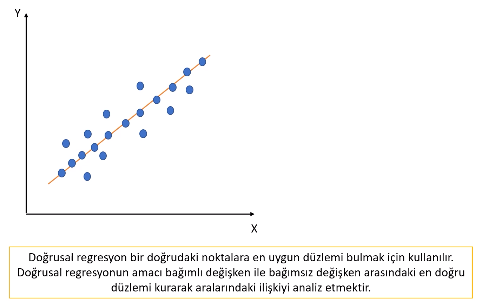 Y
X
Doğrusal regresyon bir doğrudaki noktalara en uygun düzlemi bulmak için kullanılır.
Doğrusal regresyonun amacı bağımlı değişken ile bağımsız değişken arasındaki en doğru
düzlemi kurarak aralarındaki ilişkiyi analiz etmektir.